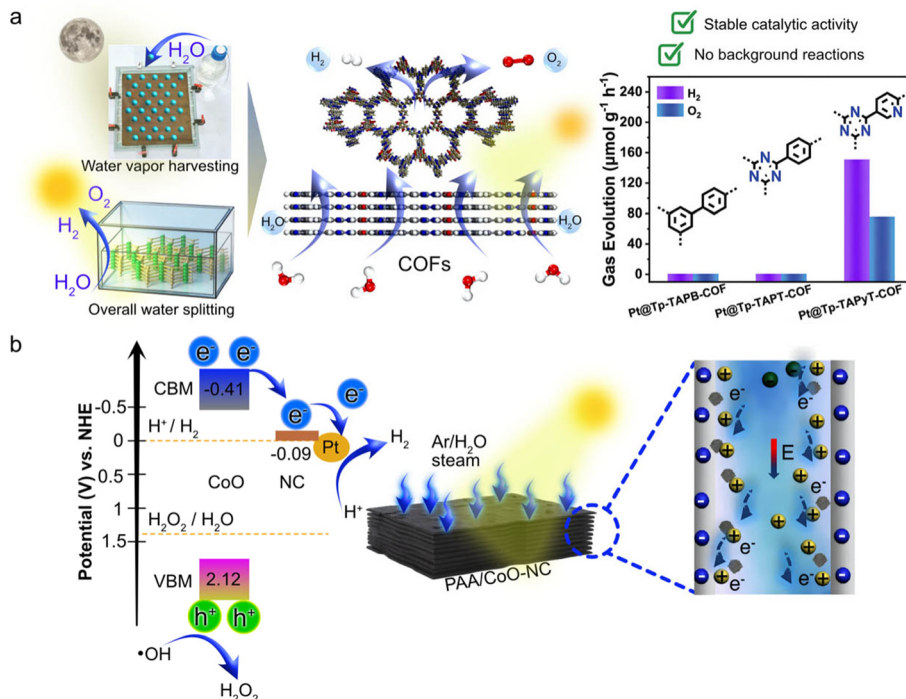 a
H₂O
Water vapor harvesting
O₂
H₂
H₂O
Overall water splitting
H₂
O₂
H₂O
H₂O
COFs
Stable catalytic activity
No background reactions
Gas Evolution (μmol g⁻¹ h⁻¹)
240
200
160
120
80
40
0
H₂
O₂
N
N
N
N
N
N
N
Pt@Tp-TAPB-COF
Pt@Tp-TAPT-COF
Pt@Tp-TAPyT-COF
b
Potential (V) vs. NHE
-0.5
0
0.5
1
1.5
e⁻ e⁻
CBM -0.41
e⁻
e⁻
H⁺ / H₂
Pt
-0.09
CoO NC
H₂
H⁺
H₂O₂ / H₂O
VBM 2.12
h⁺ h⁺
•OH
H₂O₂
Ar/H₂O
steam
PAA/CoO-NC
e⁻
e⁻
E
e⁻
e⁻
e⁻